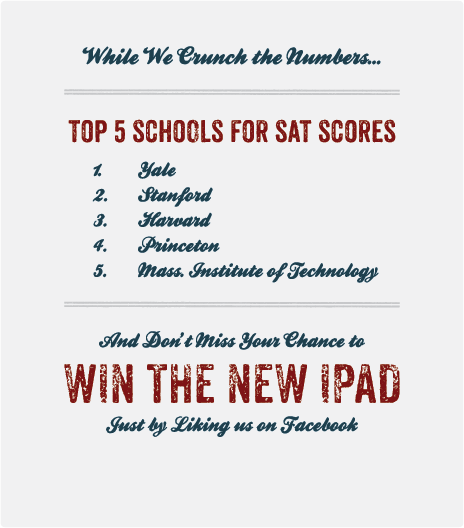 While We Crunch the Numbers...
TOP 5 SCHOOLS FOR SAT SCORES
1. Yale
2. Stanford
3. Harvard
4. Princeton
5. Mass. Institute of Technology
And Don't Miss Your Chance to
WIN THE NEW IPAD
Just by Liking us on Facebook